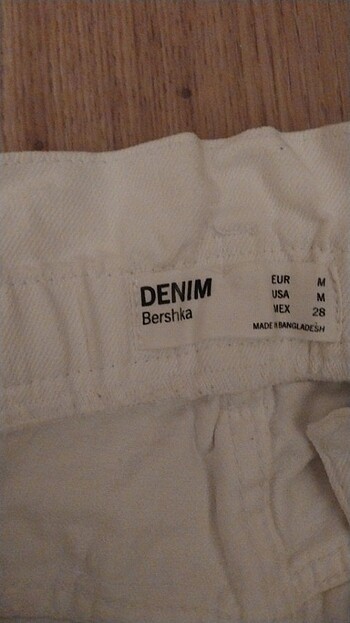 DENIM
Bershka
EUR M
USA M
MEX 28
MADE IN BANGLADESH